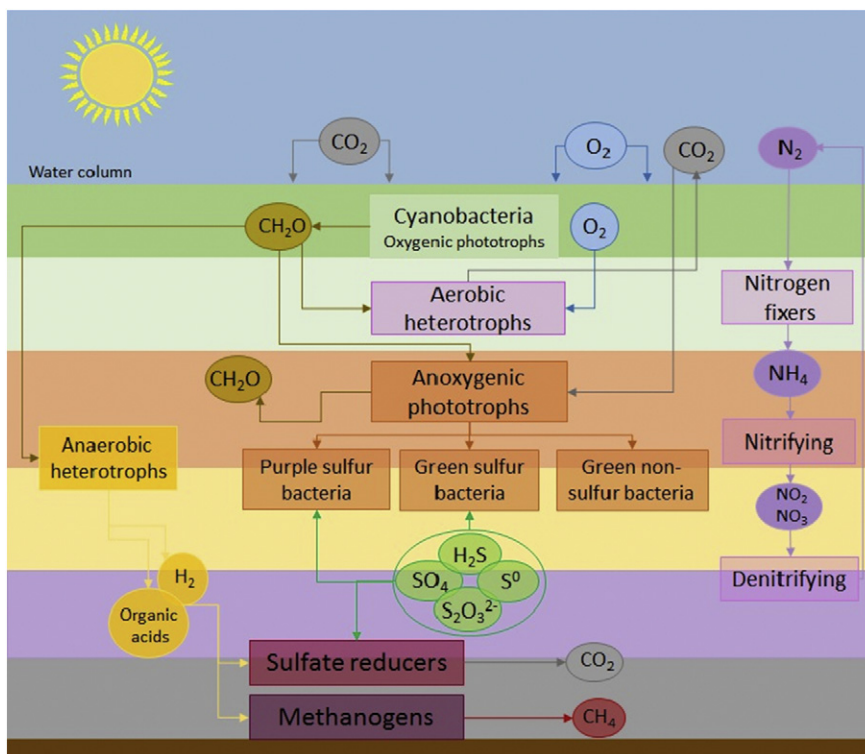 CO₂
O₂
CO₂
N₂
Water column
CH₂O
Cyanobacteria
Oxygenic phototrophs
O₂
Aerobic
heterotrophs
Nitrogen
fixers
CH₂O
Anoxygenic
phototrophs
NH₄
Anaerobic
heterotrophs
Purple sulfur
bacteria
Green sulfur
bacteria
Green non-
sulfur bacteria
Nitrifying
NO₂
NO₃
H₂
Organic
acids
H₂S
SO₄
S⁰
S₂O₃²⁻
Denitrifying
Sulfate reducers
CO₂
Methanogens
CH₄